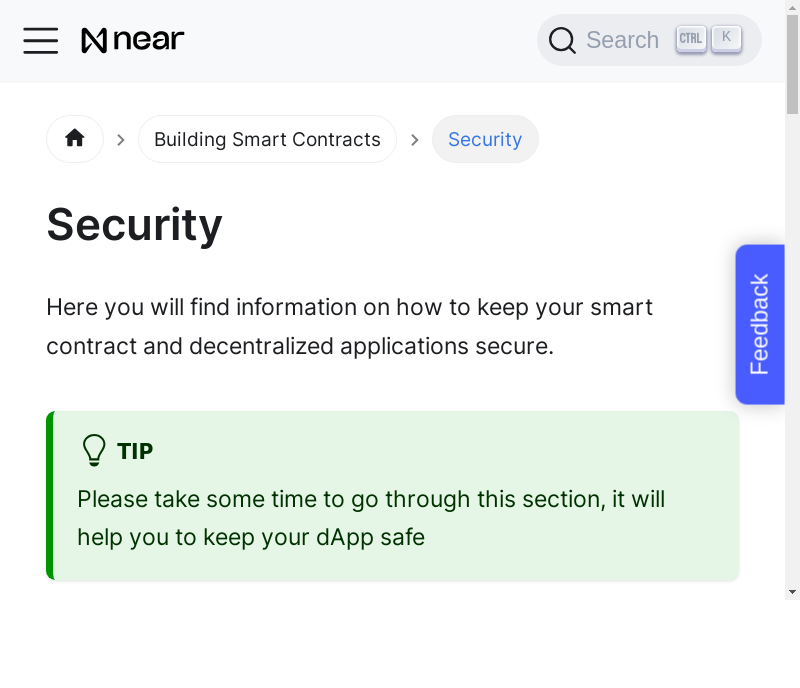 near
Search CTRL K
Building Smart Contracts
Security
Security
Here you will find information on how to keep your smart
contract and decentralized applications secure.
Feedback
TIP
Please take some time to go through this section, it will
help you to keep your dApp safe